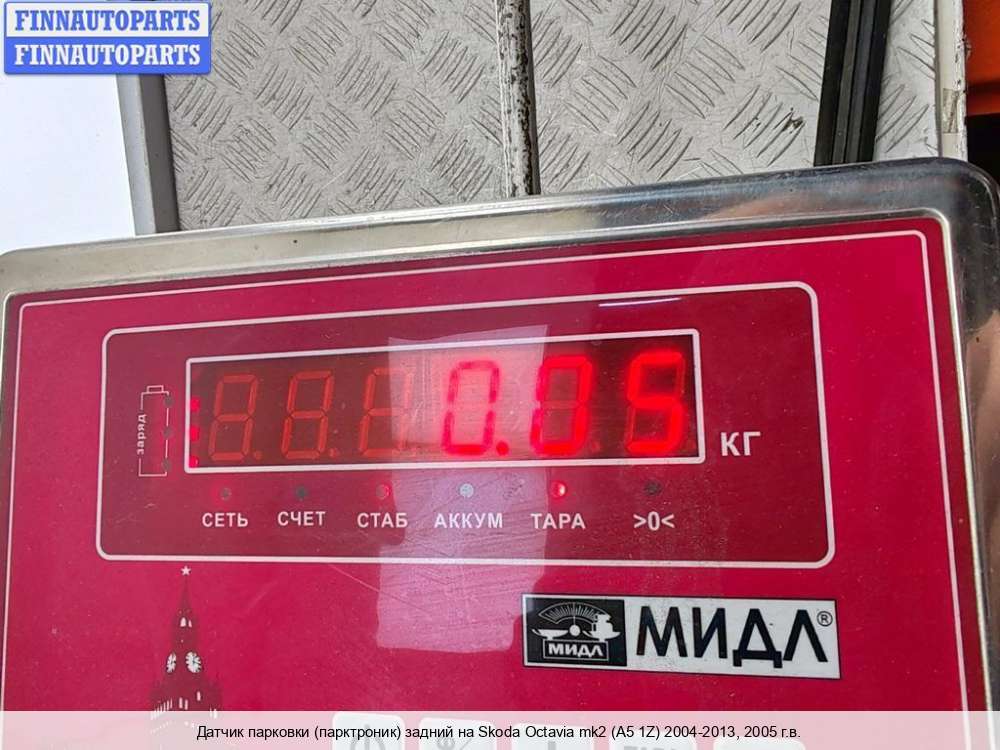 FINNAUTOPARTS
FINNAUTOPARTS
заряд
0.05
КГ
СЕТЬ СЧЕТ СТАБ АККУМ ТАРА >0<
МИДЛ МИДЛ®
Датчик парковки (парктроник) задний на Skoda Octavia mk2 (A5 1Z) 2004-2013, 2005 г.в.